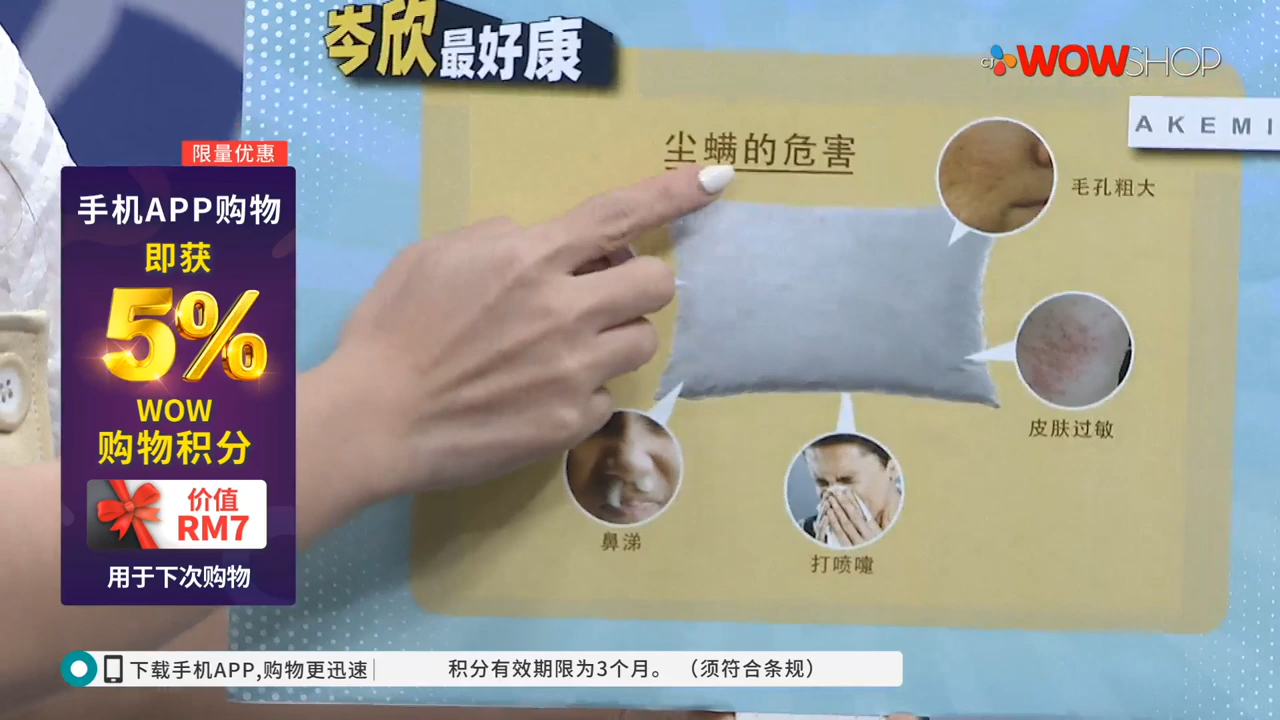 岑欣最好康
CJ WOWSHOP
AKEMI
尘螨的危害
毛孔粗大
皮肤过敏
打喷嚏
鼻涕
限量优惠
手机APP购物
即获
5%
WOW
购物积分
价值
RM7
用于下次购物
下载手机APP,购物更迅速
积分有效期限为3个月。（须符合条规）